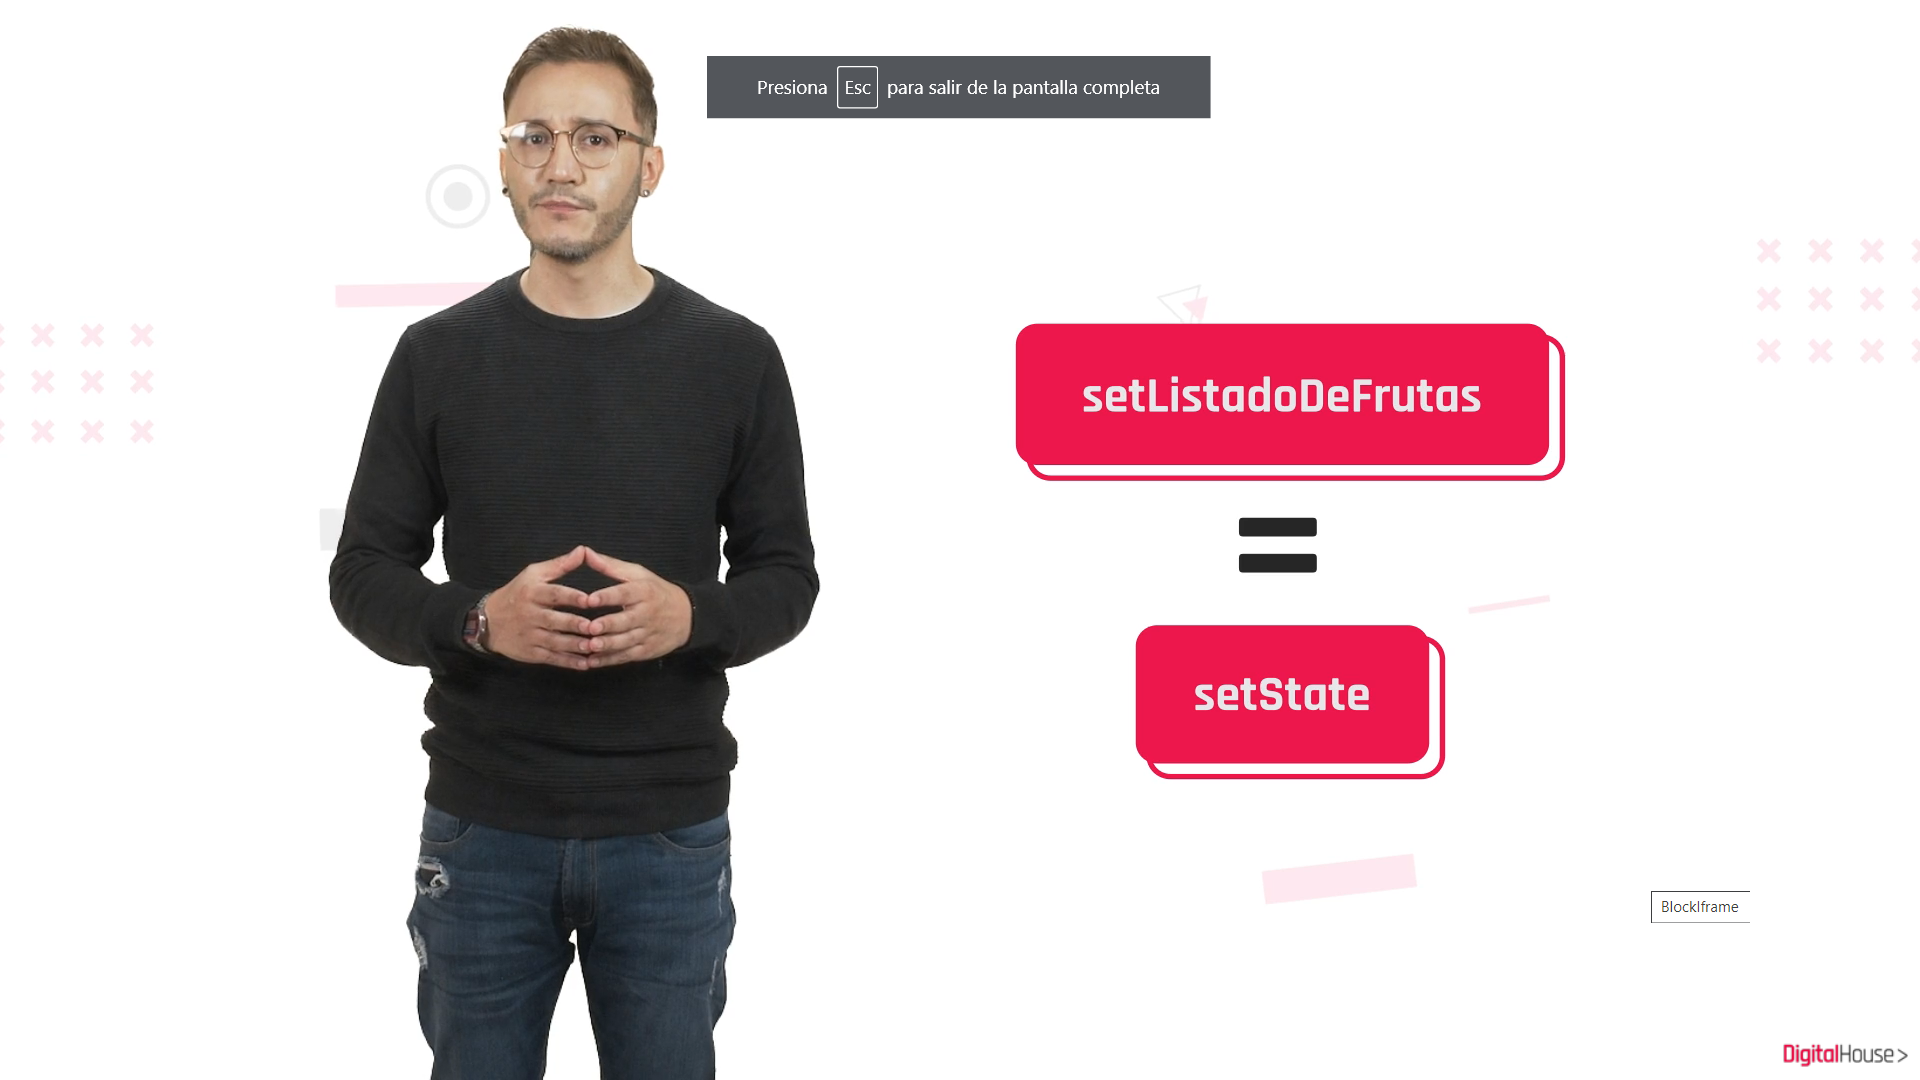 Presiona Esc para salir de la pantalla completa
setListadoDeFrutas
=
setState
BlockIframe
DigitalHouse>